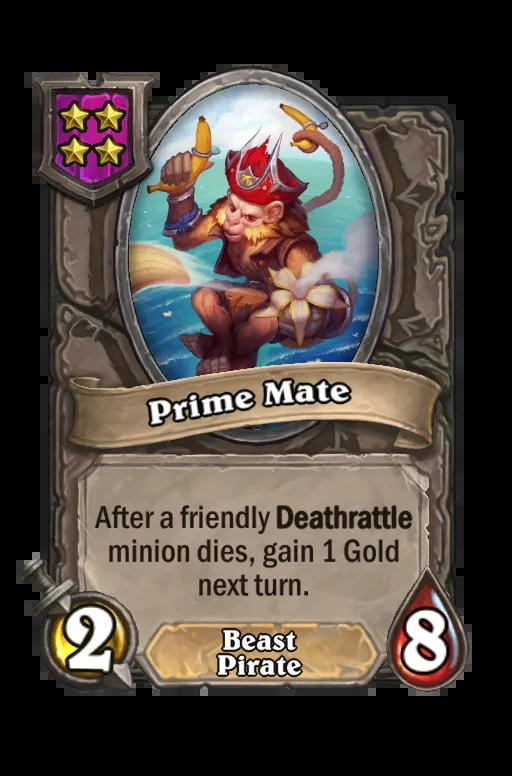 Prime Mate
After a friendly Deathrattle
minion dies, gain 1 Gold
next turn.
2
Beast
Pirate
8